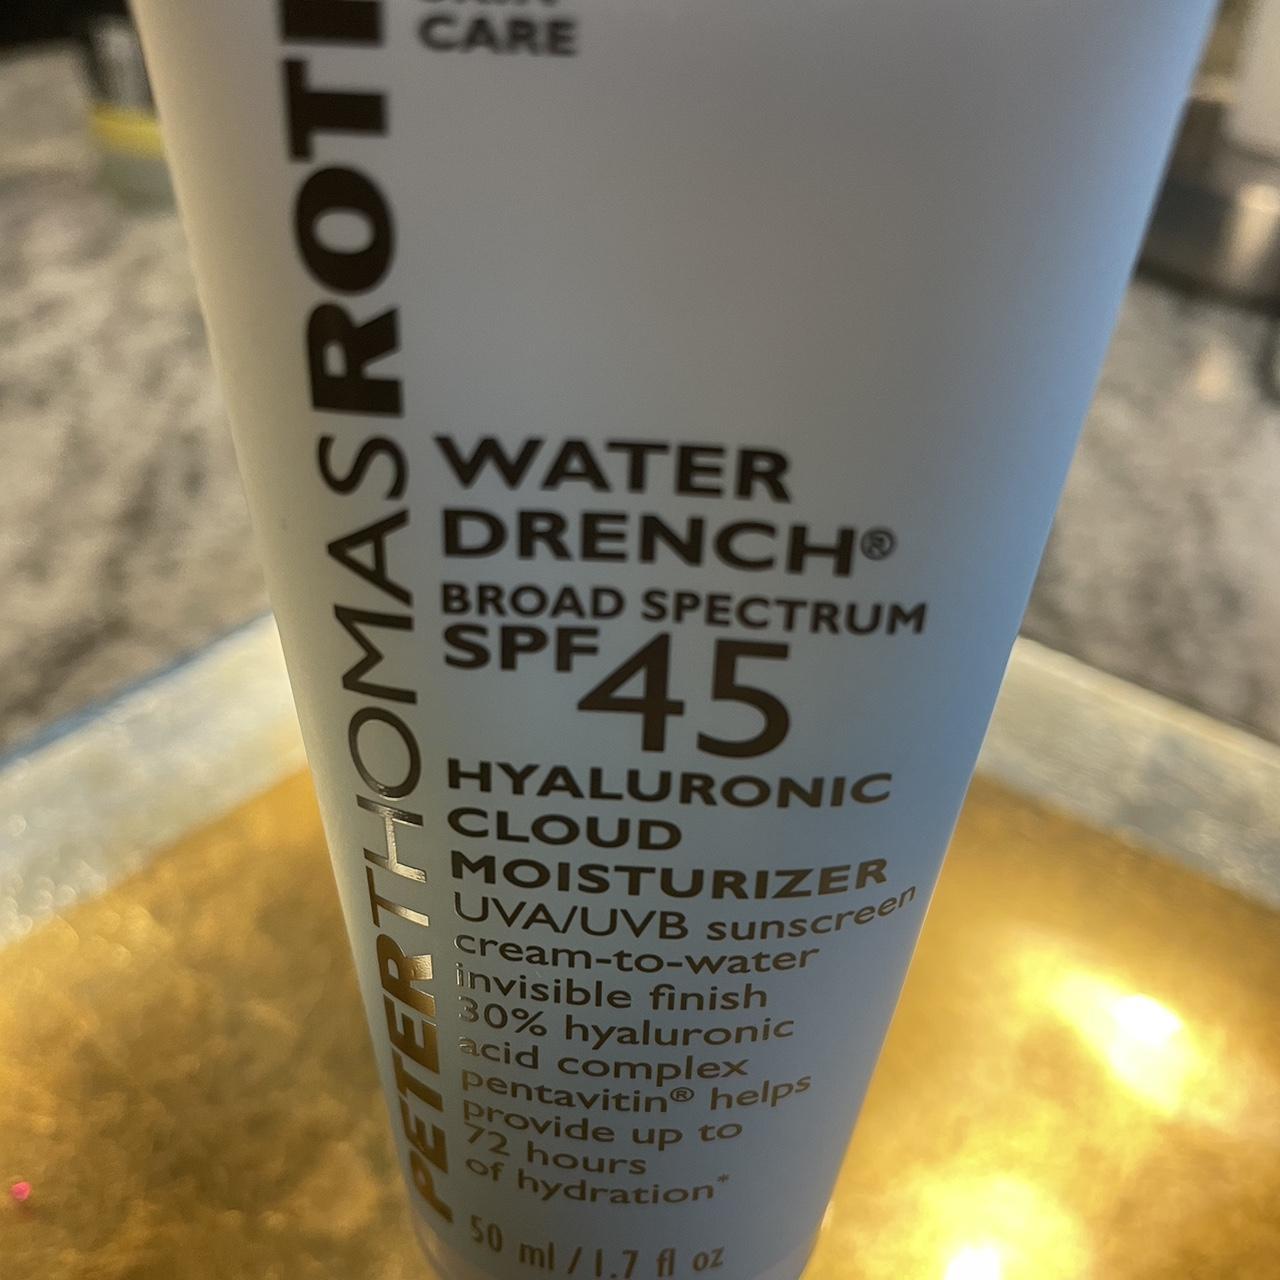 CARE
PETERTHOMASROT
WATER
DRENCH®
BROAD SPECTRUM
SPF 45
HYALURONIC
CLOUD
MOISTURIZER
UVA/UVB sunscreen
cream-to-water
invisible finish
30% hyaluronic
acid complex
pentavitin® helps
provide up to
72 hours
of hydration*
50 ml / 1.7 fl oz